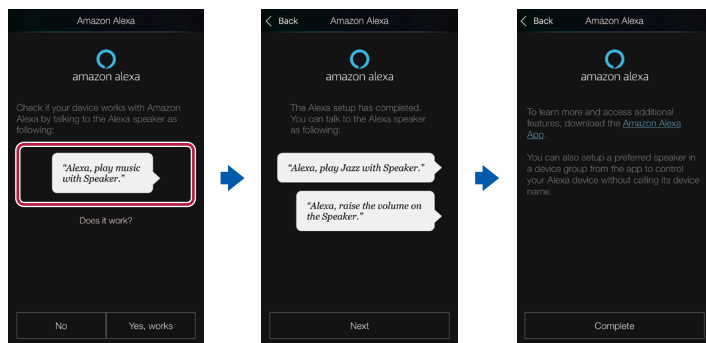 Amazon Alexa
amazon alexa
Check if your device works with Amazon
Alexa by talking to the Alexa speaker as
following:
“Alexa, play music
with Speaker.”
Does it work?
No
Yes, works
Back
Amazon Alexa
amazon alexa
The Alexa setup has completed.
You can talk to the Alexa speaker
as following:
“Alexa, play Jazz with Speaker.”
“Alexa, raise the volume on
the Speaker.”
Next
Back
Amazon Alexa
amazon alexa
To learn more and access additional
features, download the Amazon Alexa
App.
You can also setup a preferred speaker in
a device group from the app to control
your Alexa device without calling its device
name.
Complete